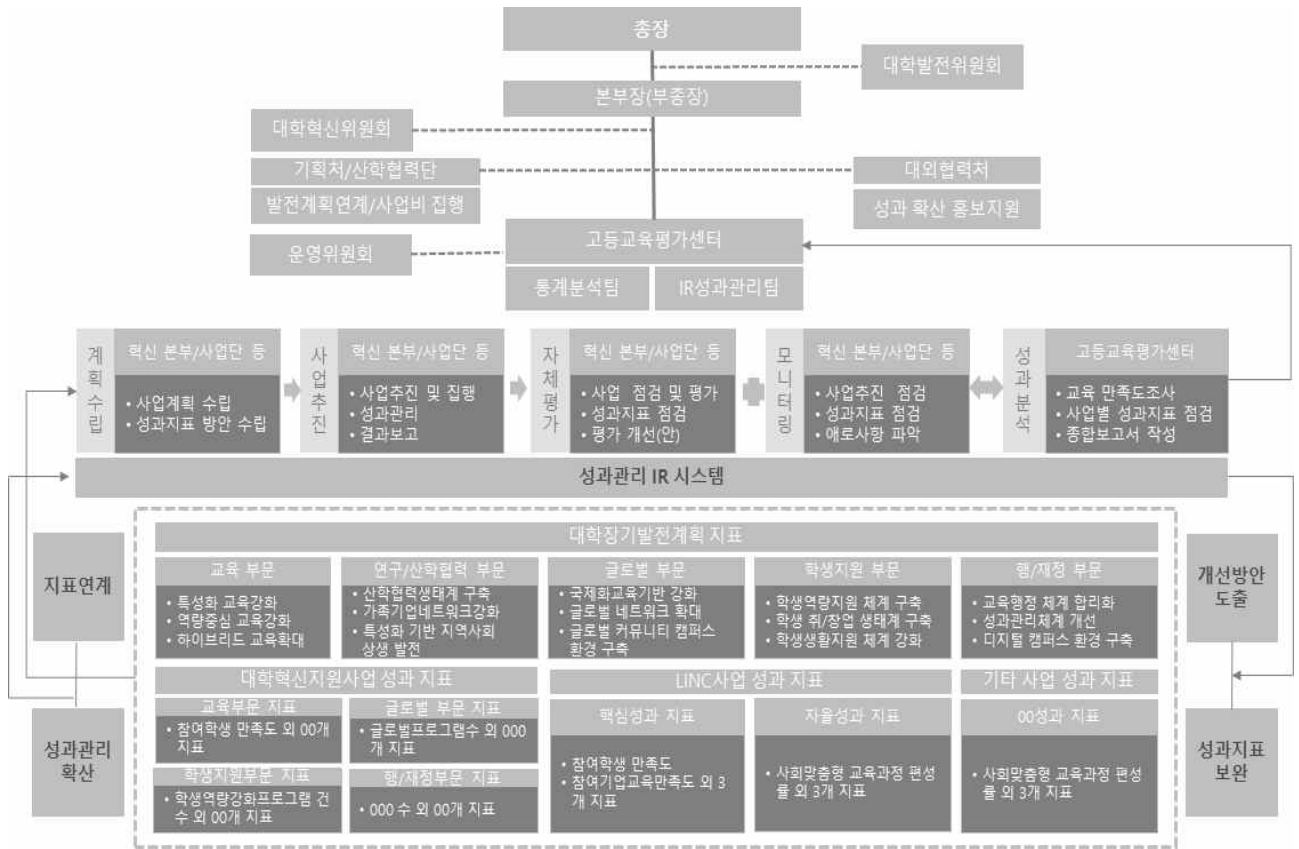 총장
대학발전위원회
본부장(부총장)
대학혁신위원회
기획처/산학협력단
대외협력처
발전계획연계/사업비 집행
성과 확산 홍보지원
고등교육평가센터
운영위원회
통계분석팀
IR성과관리팀
계획수립
혁신 본부/사업단 등
• 사업계획 수립
• 성과지표 방안 수립
사업추진
혁신 본부/사업단 등
• 사업추진 및 집행
• 성과관리
• 결과보고
자체평가
혁신 본부/사업단 등
• 사업 점검 및 평가
• 성과지표 점검
• 평가 개선(안)
모니터링
혁신 본부/사업단 등
• 사업추진 점검
• 성과지표 점검
• 애로사항 파악
성과분석
고등교육평가센터
• 교육 만족도조사
• 사업별 성과지표 점검
• 종합보고서 작성
성과관리 IR 시스템
지표연계
성과관리
확산
대학장기발전계획 지표
교육 부문
• 특성화 교육강화
• 역량중심 교육강화
• 하이브리드 교육확대
연구/산학협력 부문
• 산학협력생태계 구축
• 가족기업네트워크강화
• 특성화 기반 지역사회
상생 발전
글로벌 부문
• 국제화교육기반 강화
• 글로벌 네트워크 확대
• 글로벌 커뮤니티 캠퍼스
환경 구축
학생지원 부문
• 학생역량지원 체계 구축
• 학생 취/창업 생태계 구축
• 학생생활지원 체계 강화
행/재정 부문
• 교육행정 체계 합리화
• 성과관리체계 개선
• 디지털 캠퍼스 환경 구축
대학혁신지원사업 성과 지표
교육부문 지표
• 참여학생 만족도 외 00개
지표
글로벌 부문 지표
• 글로벌프로그램수 외 000
개 지표
학생지원부문 지표
• 학생역량강화프로그램 건
수 외 00개 지표
행/재정부문 지표
• 000 수 외 00개 지표
LINC사업 성과 지표
핵심성과 지표
• 참여학생 만족도
• 참여기업교육만족도 외 3
개 지표
자율성과 지표
• 사회맞춤형 교육과정 편성
률 외 3개 지표
기타 사업 성과 지표
00성과 지표
• 사회맞춤형 교육과정 편성
률 외 3개 지표
개선방안
도출
성과지표
보완